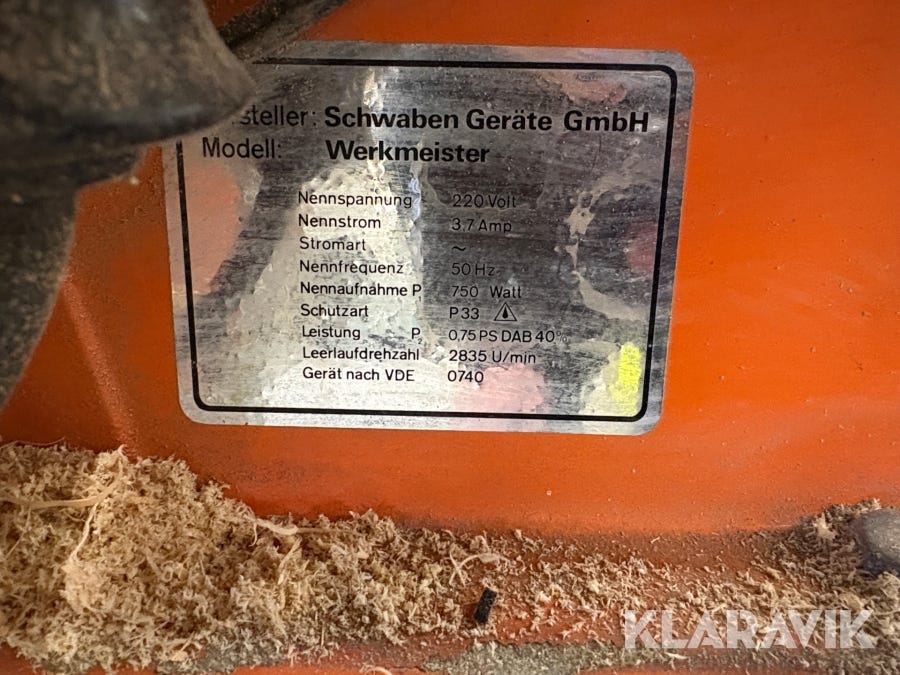 steller: Schwaben Geräte GmbH
Modell: Werkmeister
Nennspannung 220 Volt
Nennstrom 3,7 Amp
Stromart ~
Nennfrequenz 50 Hz
Nennaufnahme P 750 Watt
Schutzart P 33
Leistung P₂ 0,75 PS DAB 40%
Leerlaufdrehzahl 2835 U/min
Gerät nach VDE 0740
KLARAVIK